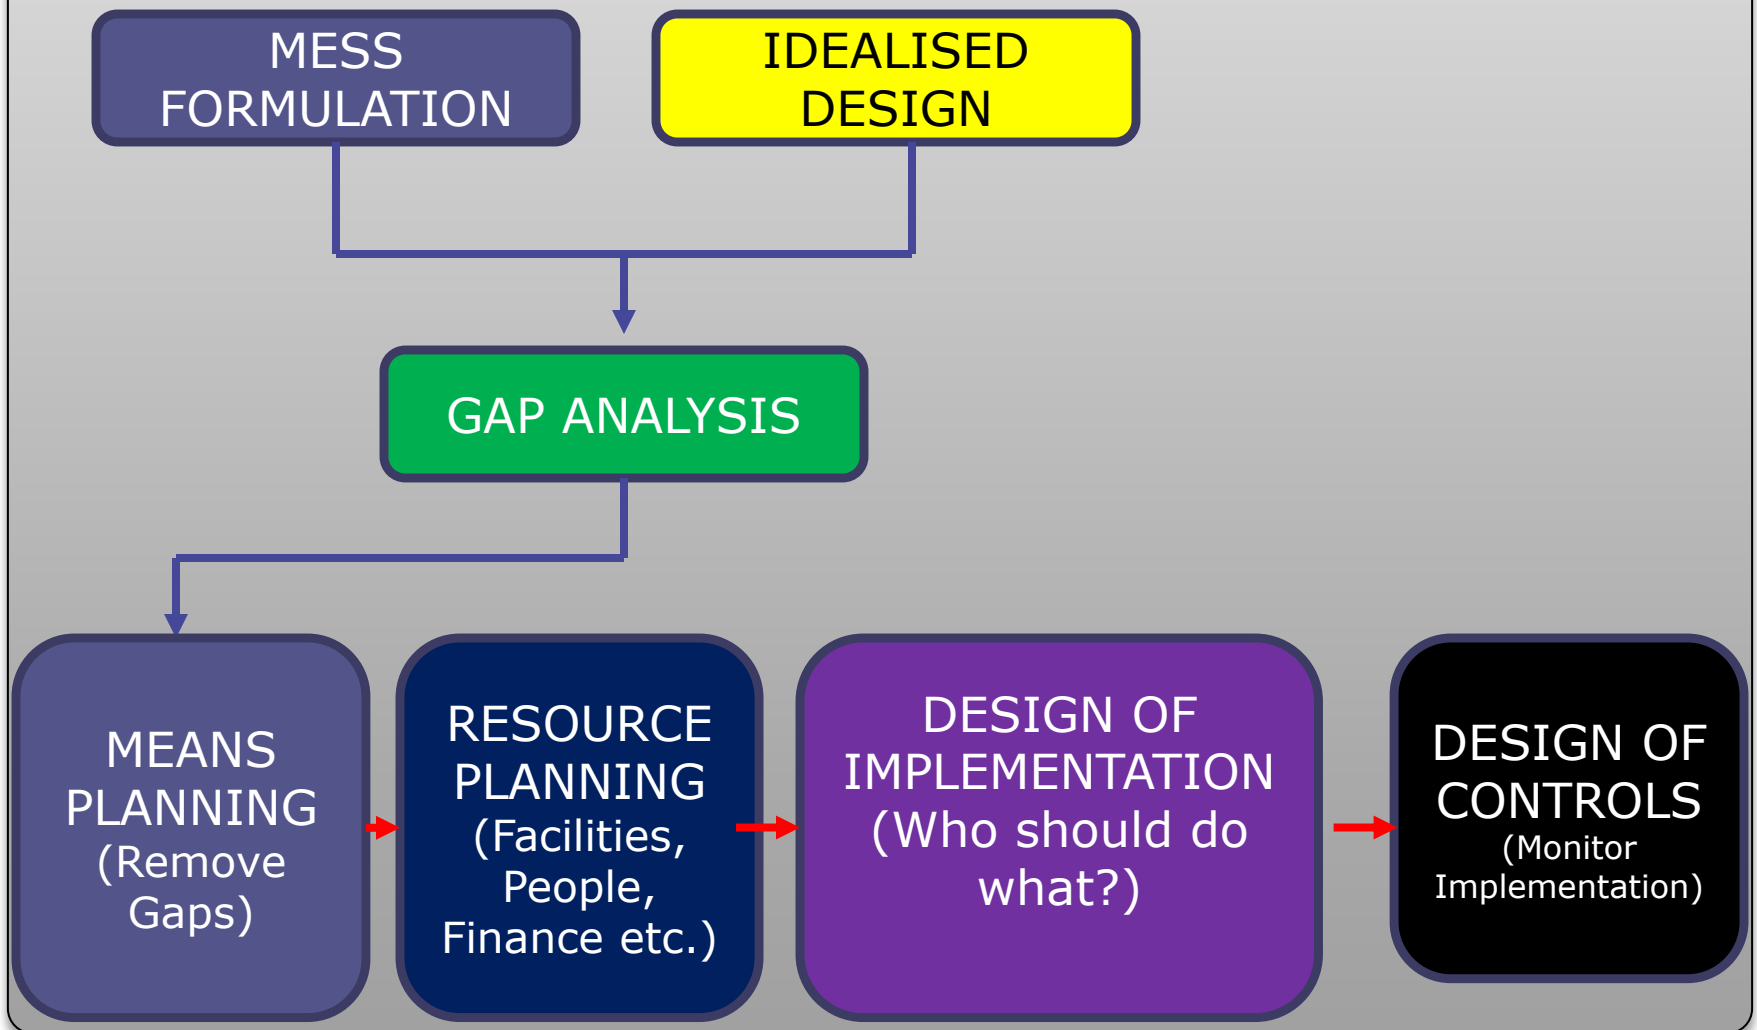 MESS
FORMULATION
IDEALISED
DESIGN
GAP ANALYSIS
MEANS
PLANNING
(Remove
Gaps)
RESOURCE
PLANNING
(Facilities,
People,
Finance etc.)
DESIGN OF
IMPLEMENTATION
(Who should do
what?)
DESIGN OF
CONTROLS
(Monitor
Implementation)